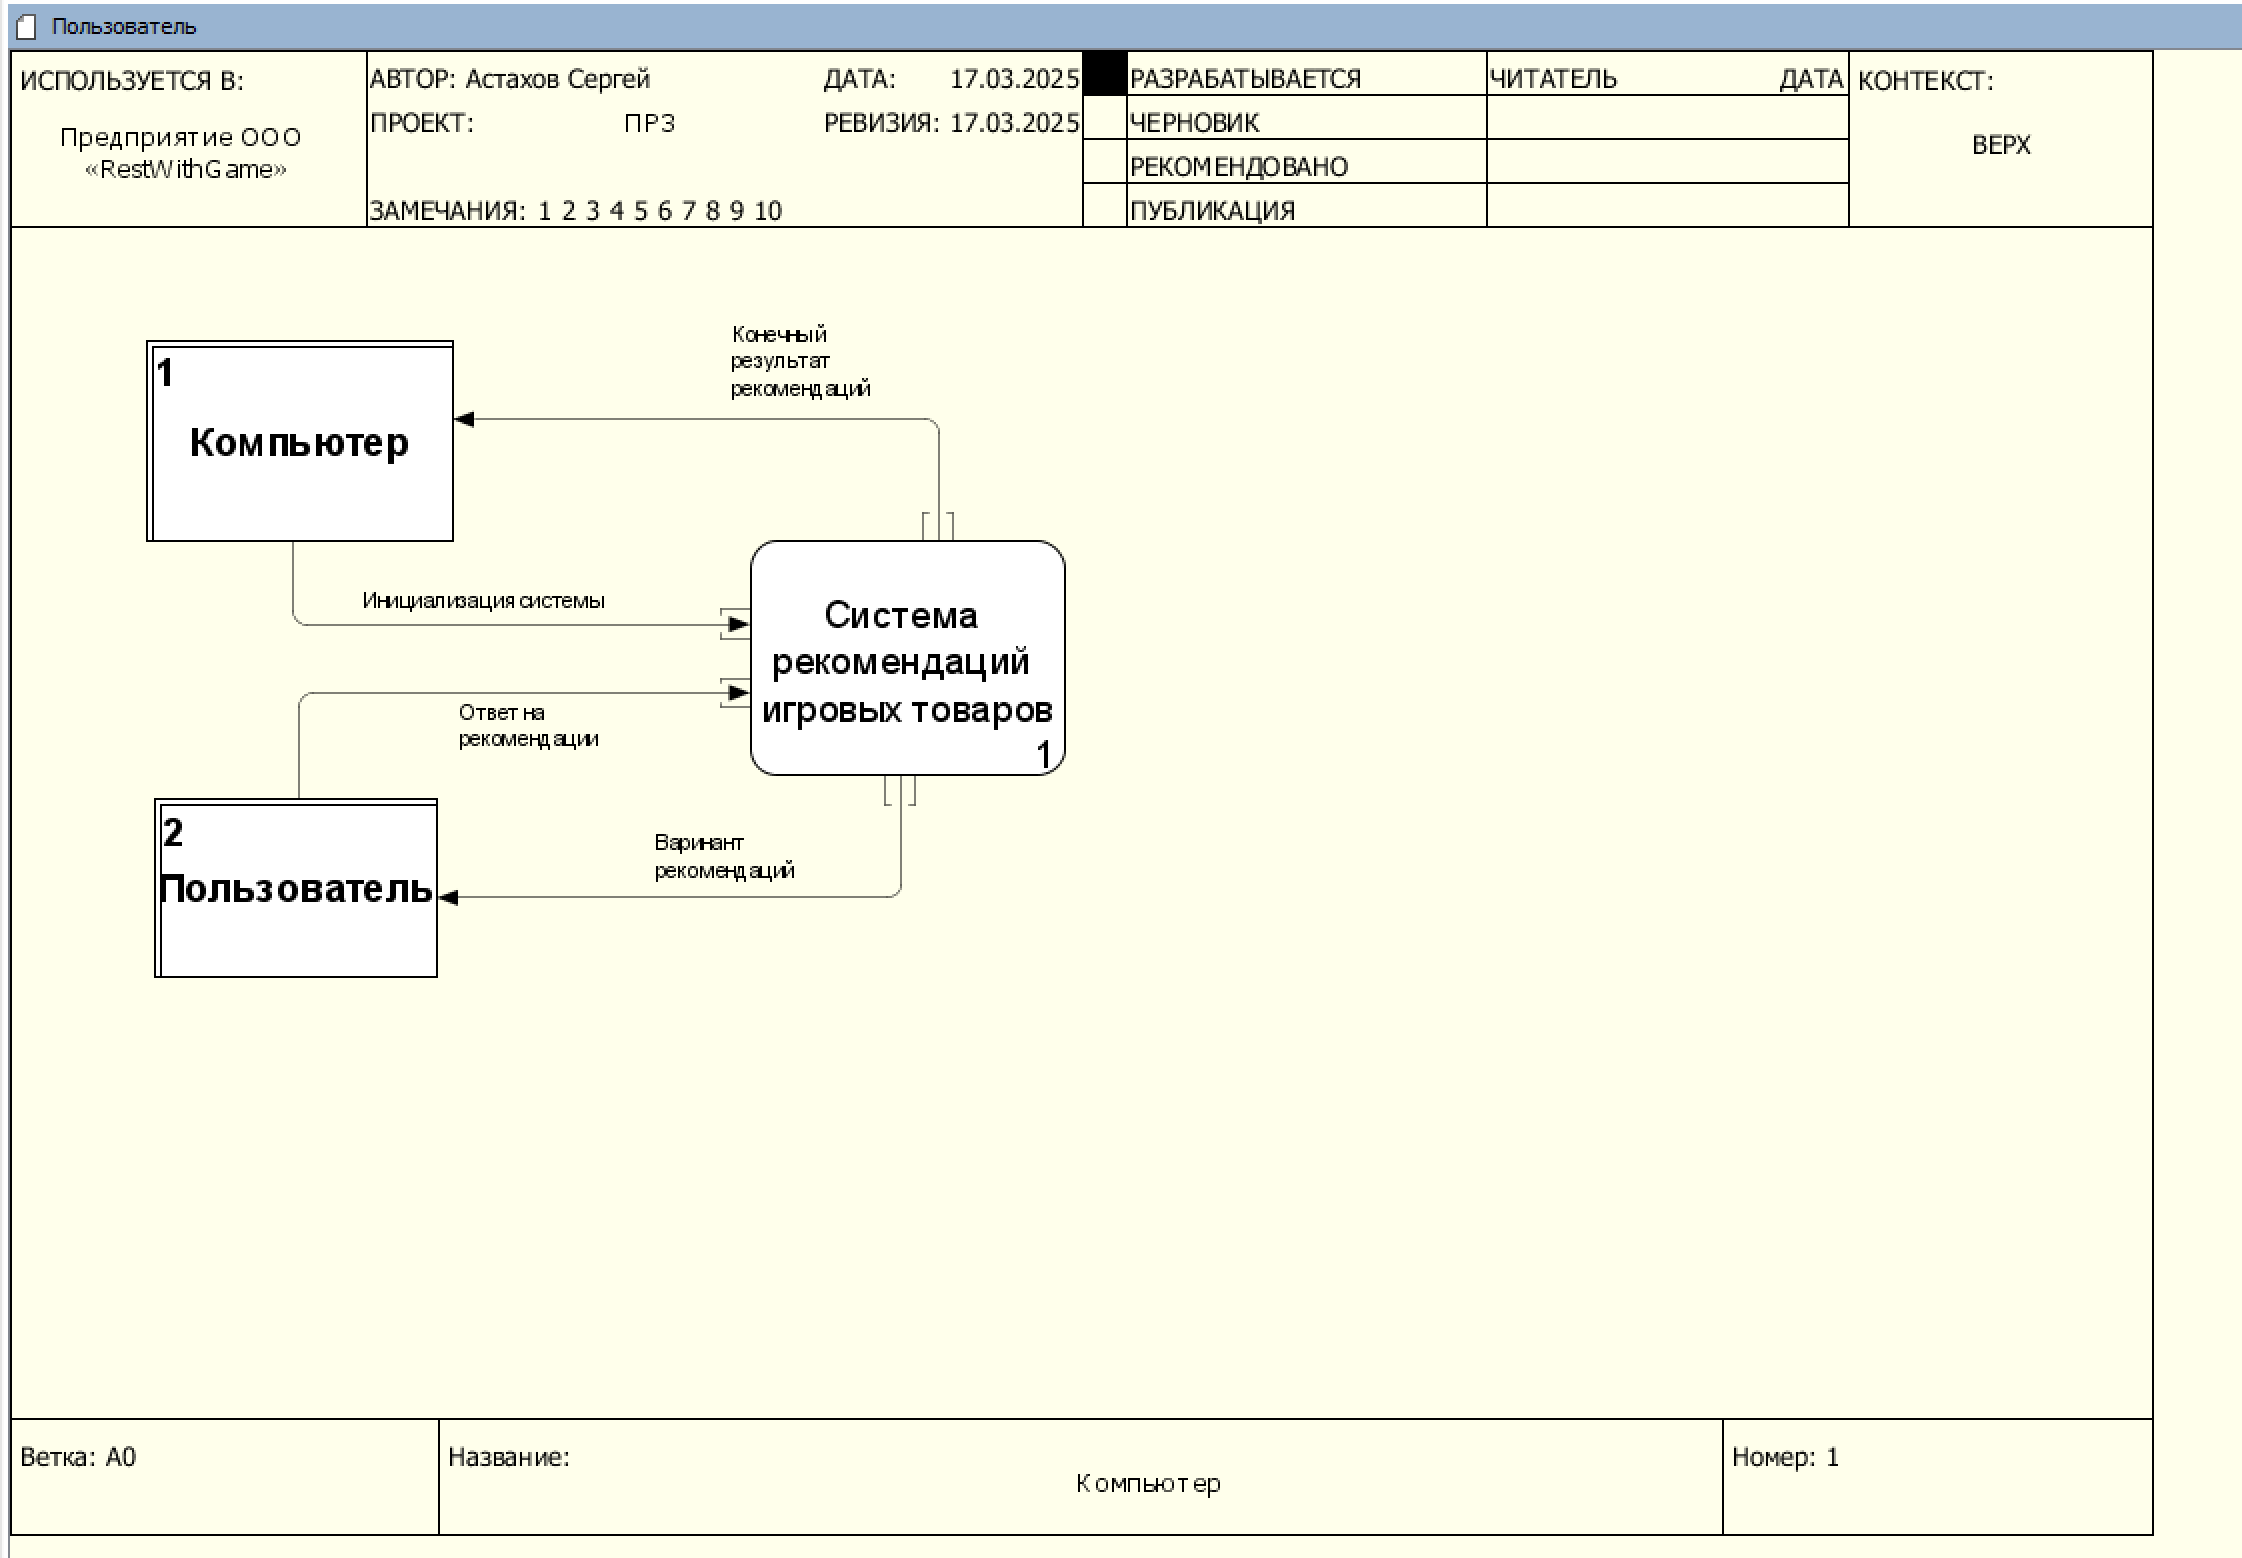 Пользователь
ИСПОЛЬЗУЕТСЯ В:
Предприятие ООО
«RestWithGame»
АВТОР: Астахов Сергей
ДАТА: 17.03.2025
ПРОЕКТ: ПР3
РЕВИЗИЯ: 17.03.2025
ЗАМЕЧАНИЯ: 1 2 3 4 5 6 7 8 9 10
РАЗРАБАТЫВАЕТСЯ
ЧЕРНОВИК
РЕКОМЕНДОВАНО
ПУБЛИКАЦИЯ
ЧИТАТЕЛЬ ДАТА
КОНТЕКСТ:
ВЕРХ
Конечный
результат
рекомендаций
1
Компьютер
Инициализация системы
Система
рекомендаций
игровых товаров
1
Ответ на
рекомендации
2
Пользователь
Варинант
рекомендаций
Ветка: A0
Название:
Компьютер
Номер: 1